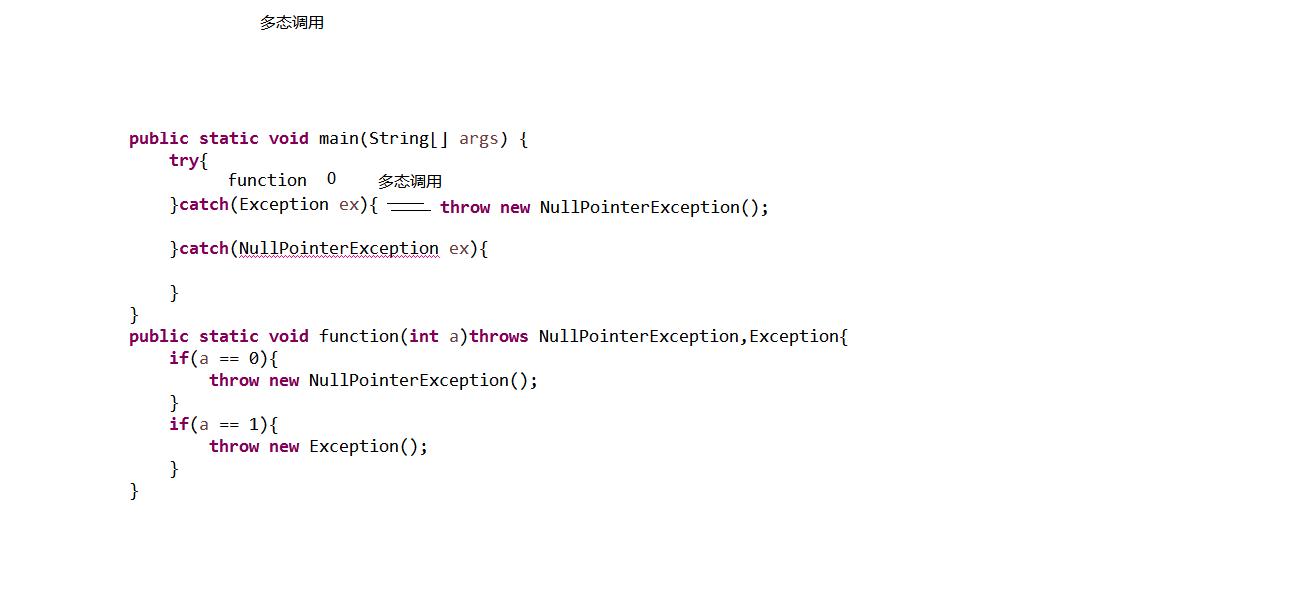 多态调用
public static void main(String[] args) {
try{
function 0 多态调用
}catch(Exception ex){ throw new NullPointerException();
}catch(NullPointerException ex){
}
}
public static void function(int a)throws NullPointerException,Exception{
if(a == 0){
throw new NullPointerException();
}
if(a == 1){
throw new Exception();
}
}